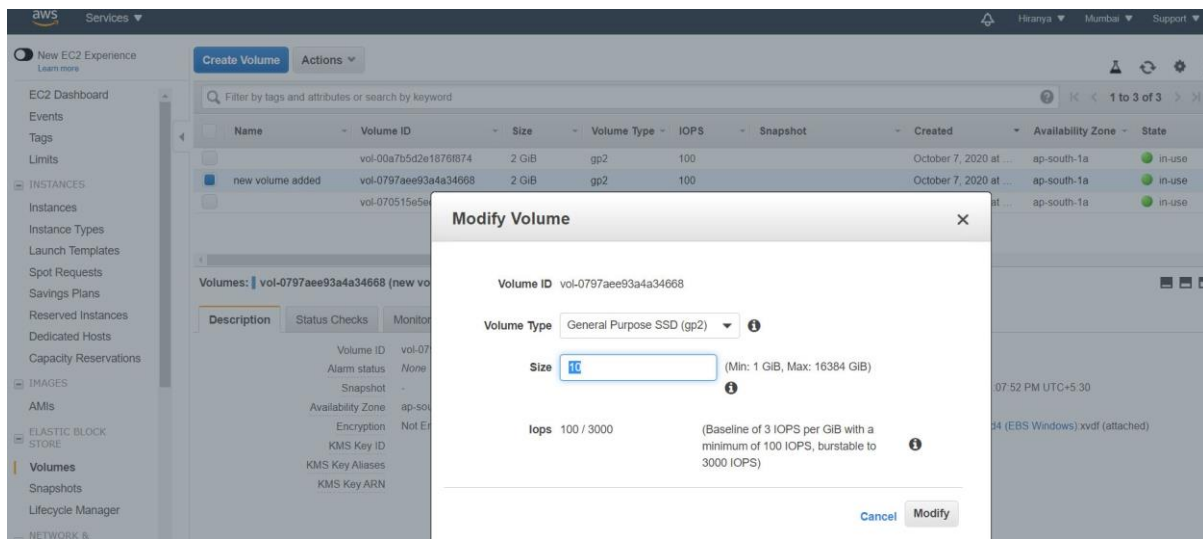 aws Services Hiranya Mumbai Support
New EC2 Experience
Learn more
EC2 Dashboard
Events
Tags
Limits
INSTANCES
Instances
Instance Types
Launch Templates
Spot Requests
Savings Plans
Reserved Instances
Dedicated Hosts
Capacity Reservations
IMAGES
AMIs
ELASTIC BLOCK
STORE
Volumes
Snapshots
Lifecycle Manager
NETWORK &
Create Volume Actions
Filter by tags and attributes or search by keyword 1 to 3 of 3
Name Volume ID Size Volume Type IOPS Snapshot Created Availability Zone State
vol-00a7b5d2e1876f874 2 GiB gp2 100 October 7, 2020 at ... ap-south-1a in-use
new volume added vol-0797aee93a4a34668 2 GiB gp2 100 October 7, 2020 at ... ap-south-1a in-use
at ... ap-south-1a in-use
Volumes: vol-0797aee93a4a34668 (new vo
Description Status Checks Monitor
Volume ID vol-07
Alarm status None
Snapshot -
Availability Zone ap-sou
Encryption Not En
KMS Key ID
KMS Key Aliases
KMS Key ARN
:07:52 PM UTC+5:30
(EBS Windows):xvdf (attached)
Modify Volume
Volume ID vol-0797aee93a4a34668
Volume Type General Purpose SSD (gp2)
Size 10 (Min: 1 GiB, Max: 16384 GiB)
Iops 100 / 3000 (Baseline of 3 IOPS per GiB with a
minimum of 100 IOPS, burstable to
3000 IOPS)
Cancel Modify